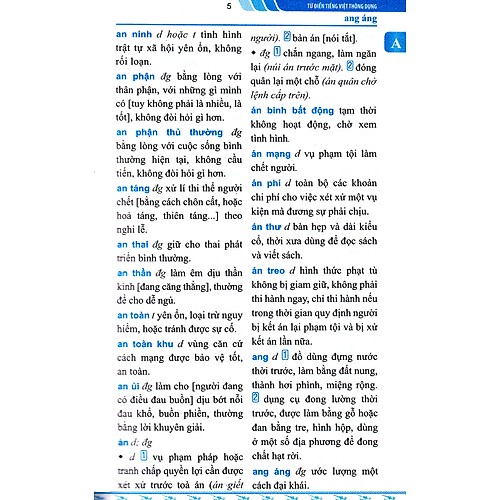 5
TỪ ĐIỂN TIẾNG VIỆT THÔNG DỤNG
ang áng
A
an ninh d hoặc t tình hình
trật tự xã hội yên ổn, không
rối loạn.
an phận đg bằng lòng với
thân phận, với những gì mình
có [tuy không phải là nhiều, là
tốt], không đòi hỏi gì hơn.
an phận thủ thường đg
bằng lòng với cuộc sống bình
thường hiện tại, không cầu
tiến, không đòi hỏi gì hơn.
an táng đg xử lí thi thể người
chết [bằng cách chôn cất, hoặc
hoả táng, thiên táng...] theo
nghi lễ.
an thai đg giữ cho thai phát
triển bình thường.
an thần đg làm êm dịu thần
kinh [đang căng thẳng], thường
để cho dễ ngủ.
an toàn t yên ổn, loại trừ nguy
hiểm, hoặc tránh được sự cố.
an toàn khu d vùng căn cứ
cách mạng được bảo vệ tốt,
an toàn.
an ủi đg làm cho [người đang
có điều đau buồn] dịu bớt nỗi
đau khổ, buồn phiền, thường
bằng lời khuyên giải.
án d; đg
• d 1 vụ phạm pháp hoặc
tranh chấp quyền lợi cần được
xét xử trước toà án (án giết
người). 2 bản án [nói tắt].
• đg 1 chắn ngang, làm ngăn
lại (núi án trước mặt). 2 đóng
quân lại một chỗ (án quân chờ
lệnh cấp trên).
án binh bất động tạm thời
không hoạt động, chờ xem
tình hình.
án mạng d vụ phạm tội làm
chết người.
án phí d toàn bộ các khoản
chi phí cho việc xét xử một vụ
kiện mà đương sự phải chịu.
án thư d bàn hẹp và dài kiểu
cổ, thời xưa dùng để đọc sách
và viết sách.
án treo d hình thức phạt tù
không bị giam giữ, không phải
thi hành ngay, chỉ thi hành nếu
trong thời gian quy định người
bị kết án lại phạm tội và bị xử
kết án lần nữa.
ang d 1 đồ dùng đựng nước
thời trước, làm bằng đất nung,
thành hơi phình, miệng rộng.
2 dụng cụ đong lường thời
trước, được làm bằng gỗ hoặc
đan bằng tre, hình hộp, dùng
ở một số địa phương để đong
chất hạt rời.
ang áng đg ước lượng một
cách đại khái.